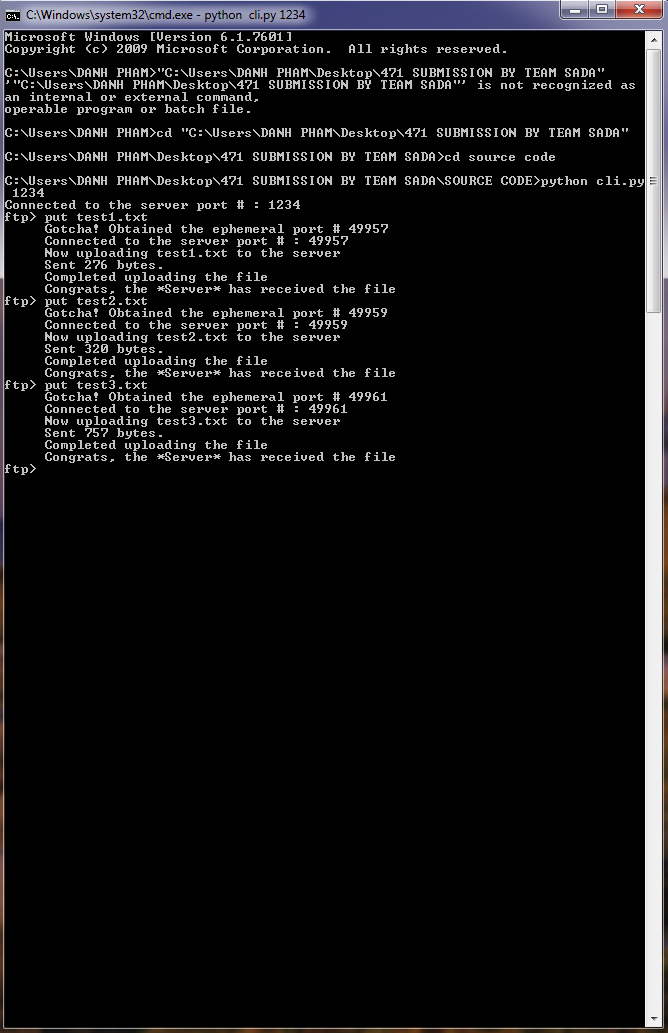 C:\Windows\system32\cmd.exe - python  cli.py 1234
Microsoft Windows [Version 6.1.7601]
Copyright (c) 2009 Microsoft Corporation.  All rights reserved.
C:\Users\DANH PHAM>"C:\Users\DANH PHAM\Desktop\471 SUBMISSION BY TEAM SADA"
'"C:\Users\DANH PHAM\Desktop\471 SUBMISSION BY TEAM SADA"' is not recognized as
an internal or external command,
operable program or batch file.
C:\Users\DANH PHAM>cd "C:\Users\DANH PHAM\Desktop\471 SUBMISSION BY TEAM SADA"
C:\Users\DANH PHAM\Desktop\471 SUBMISSION BY TEAM SADA>cd source code
C:\Users\DANH PHAM\Desktop\471 SUBMISSION BY TEAM SADA\SOURCE CODE>python cli.py
 1234
Connected to the server port # : 1234
ftp> put test1.txt
     Gotcha! Obtained the ephemeral port # 49957
     Connected to the server port # : 49957
     Now uploading test1.txt to the server
     Sent 276 bytes.
     Completed uploading the file
     Congrats, the *Server* has received the file
ftp> put test2.txt
     Gotcha! Obtained the ephemeral port # 49959
     Connected to the server port # : 49959
     Now uploading test2.txt to the server
     Sent 320 bytes.
     Completed uploading the file
     Congrats, the *Server* has received the file
ftp> put test3.txt
     Gotcha! Obtained the ephemeral port # 49961
     Connected to the server port # : 49961
     Now uploading test3.txt to the server
     Sent 757 bytes.
     Completed uploading the file
     Congrats, the *Server* has received the file
ftp>